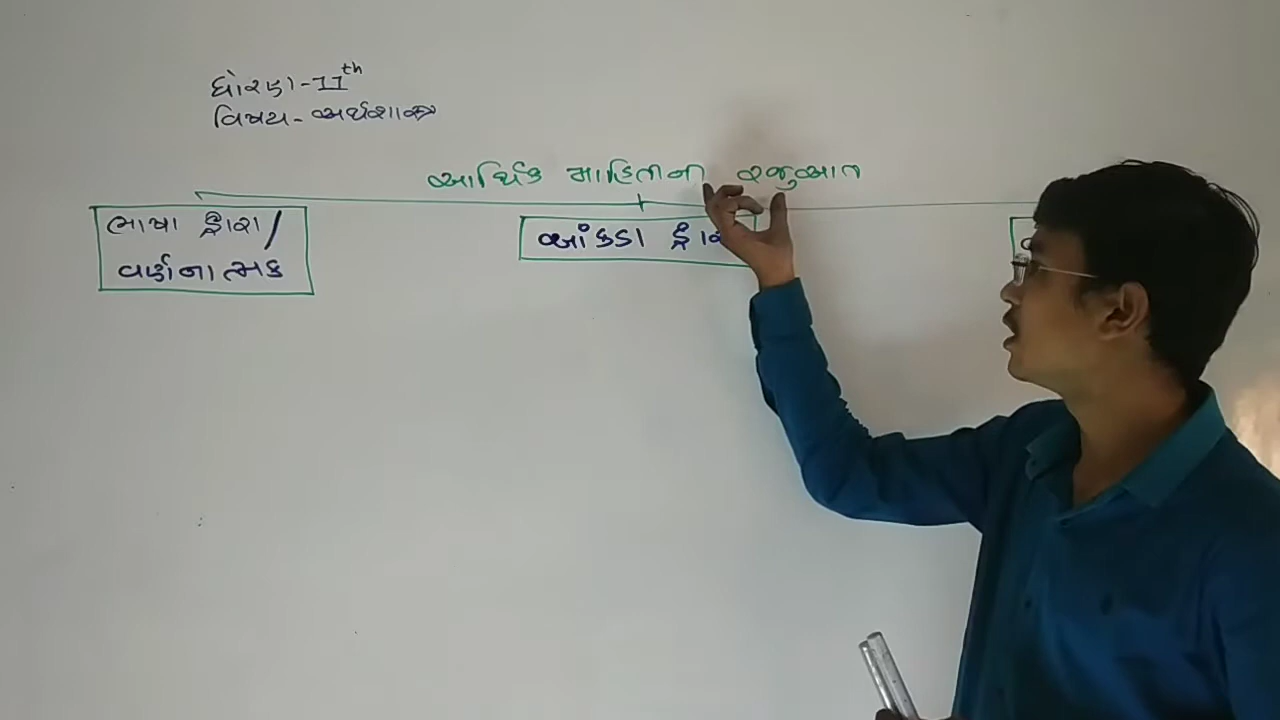 ધોરણ-11th
વિષય-અર્થશાસ્ત્ર
આર્થિક માહિતીની રજુઆત
ભાષા દ્વારા/
વર્ણનાત્મક
આંકડા